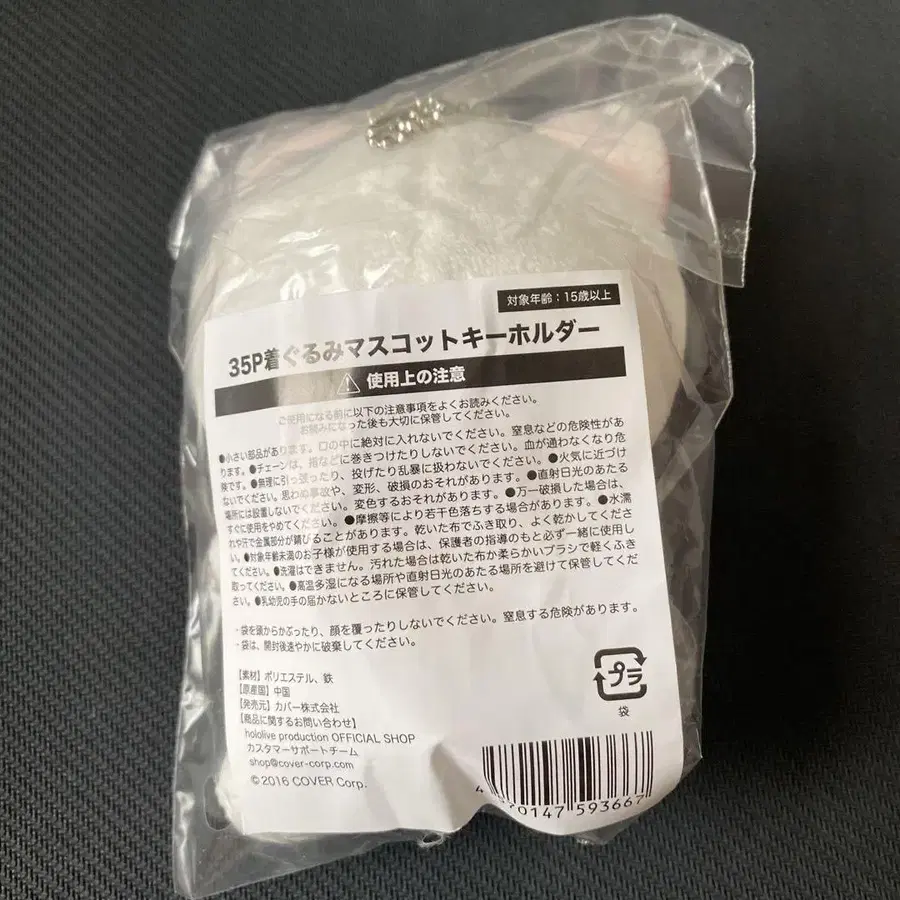 対象年齢：15歳以上
35P着ぐるみマスコットキーホルダー
使用上の注意
ご使用になる前に以下の注意事項をよくお読みください。
お読みになった後も大切に保管してください。
●小さい部品があります。口の中に絶対に入れないでください。窒息などの危険性があ
ります。●チェーンは、指などに巻きつけたりしないでください。血が通わなくなり危
険です。●無理に引っ張ったり、投げたり乱暴に扱わないでください。●火気に近づけ
ないでください。思わぬ事故や、変形、破損のおそれがあります。●直射日光のあたる
場所には設置しないでください。変色するおそれがあります。●万一破損した場合は、
すぐに使用をやめてください。●摩擦等により若干色落ちする場合があります。●水濡
れや汗で金属部分が錆びることがあります。乾いた布でふき取り、よく乾かしてくださ
い。●対象年齢未満のお子様が使用する場合は、保護者の指導のもと必ず一緒に使用し
てください。●洗濯はできません。汚れた場合は乾いた布か柔らかいブラシで軽くふき
取ってください。●高温多湿になる場所や直射日光のあたる場所を避けて保管してくだ
さい。●乳幼児の手の届かないところに保管してください。
・袋を頭からかぶったり、顔を覆ったりしないでください。窒息する危険があります。
・袋は、開封後速やかに破棄してください。
【素材】ポリエステル、鉄
【原産国】中国
【発売元】カバー株式会社
【商品に関するお問い合わせ】
hololive production OFFICIAL SHOP
カスタマーサポートチーム
shop@cover-corp.com
© 2016 COVER Corp.
プラ
袋
70147 593667